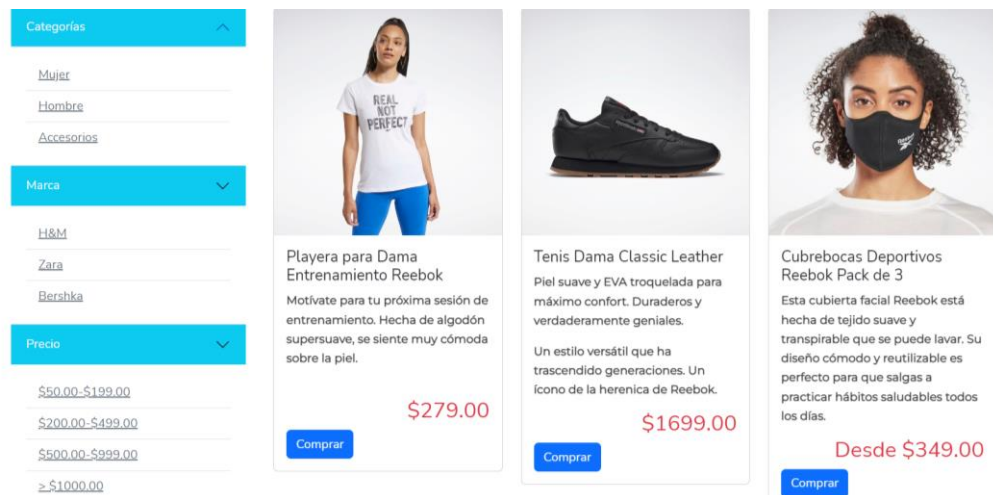 Categorías
Mujer
Hombre
Accesorios
Marca
H&M
Zara
Bershka
Precio
$50.00-$199.00
$200.00-$499.00
$500.00-$999.00
> $1000.00
REAL
NOT
PERFECT
Playera para Dama
Entrenamiento Reebok
Motívate para tu próxima sesión de
entrenamiento. Hecha de algodón
supersuave, se siente muy cómoda
sobre la piel.
$279.00
Comprar
Tenis Dama Classic Leather
Piel suave y EVA troquelada para
máximo confort. Duraderos y
verdaderamente geniales.
Un estilo versátil que ha
trascendido generaciones. Un
ícono de la herenica de Reebok.
$1699.00
Comprar
Reebok
Cubrebocas Deportivos
Reebok Pack de 3
Esta cubierta facial Reebok está
hecha de tejido suave y
transpirable que se puede lavar. Su
diseño cómodo y reutilizable es
perfecto para que salgas a
practicar hábitos saludables todos
los días.
Desde $349.00
Comprar